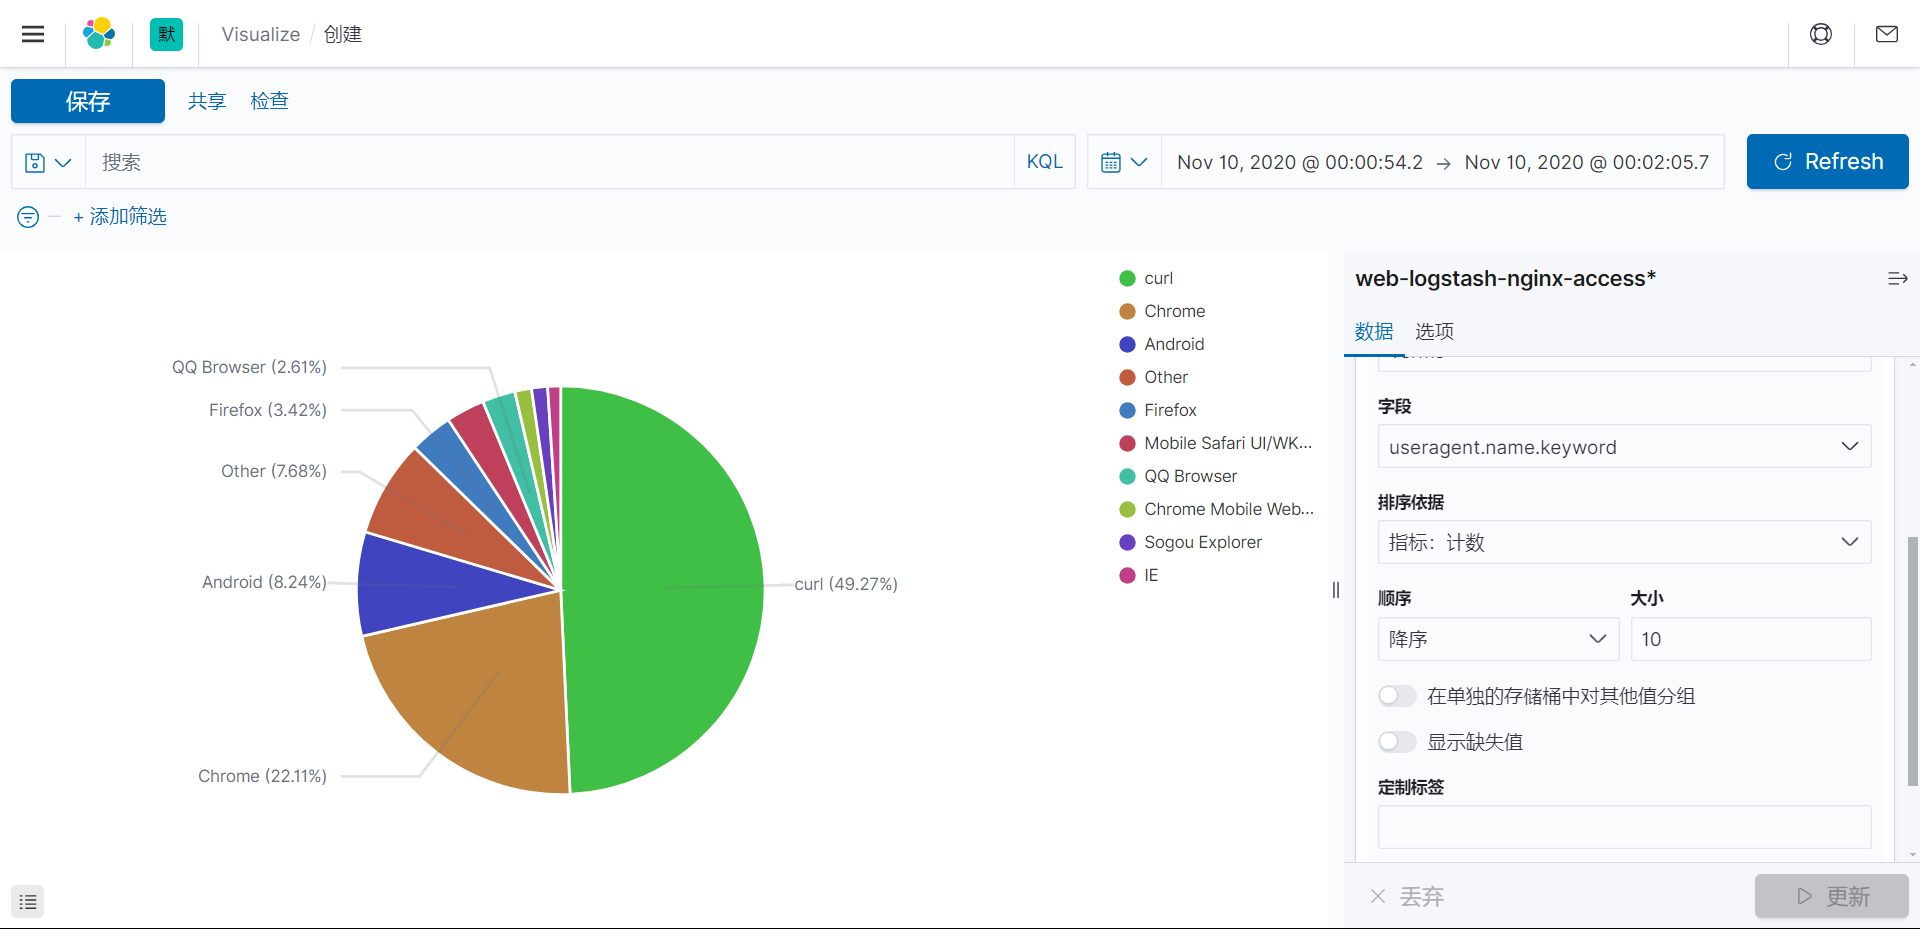 默
Visualize / 创建
保存
共享
检查
搜索
KQL
Nov 10, 2020 @ 00:00:54.2 → Nov 10, 2020 @ 00:02:05.7
Refresh
+ 添加筛选
QQ Browser (2.61%)
Firefox (3.42%)
Other (7.68%)
Android (8.24%)
Chrome (22.11%)
curl (49.27%)
curl
Chrome
Android
Other
Firefox
Mobile Safari UI/WK...
QQ Browser
Chrome Mobile Web...
Sogou Explorer
IE
web-logstash-nginx-access*
数据
选项
字段
useragent.name.keyword
排序依据
指标：计数
顺序
大小
降序
10
在单独的存储桶中对其他值分组
显示缺失值
定制标签
丢弃
更新